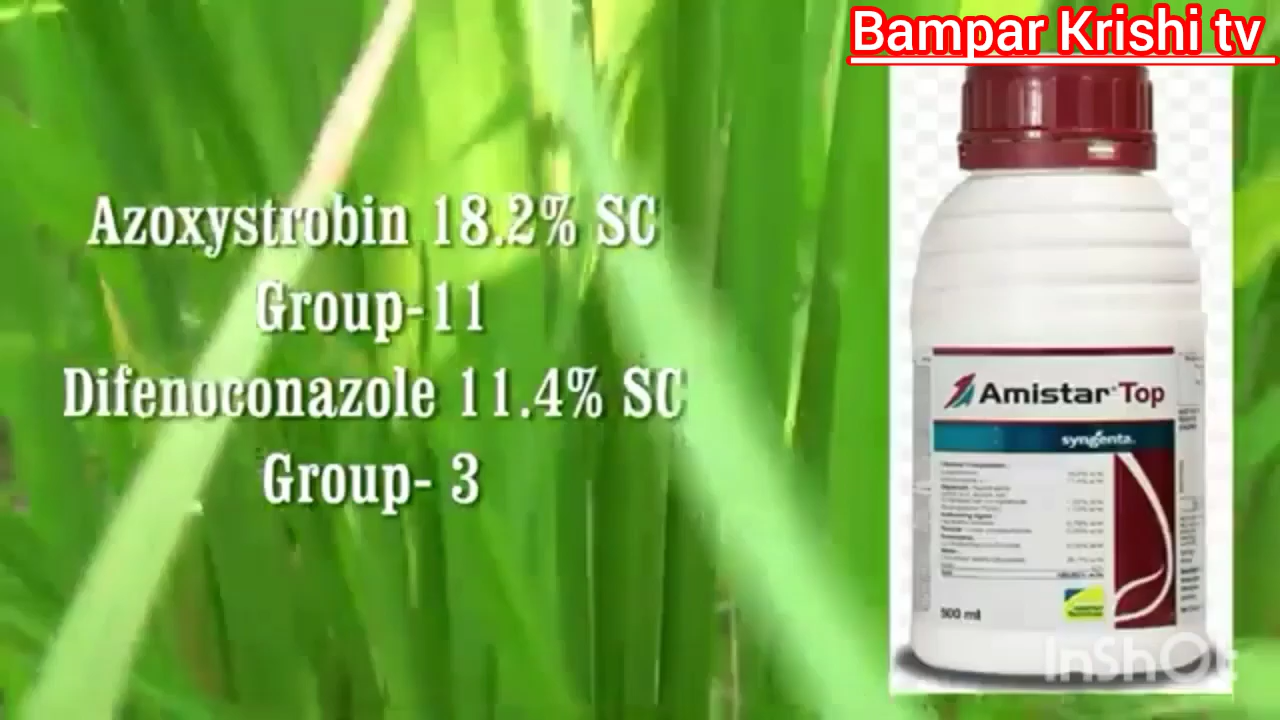 Bampar Krishi tv
Azoxystrobin 18.2% SC
Group-11
Difenoconazole 11.4% SC
Group- 3
Amistar Top
syngenta
500 ml
InShOt